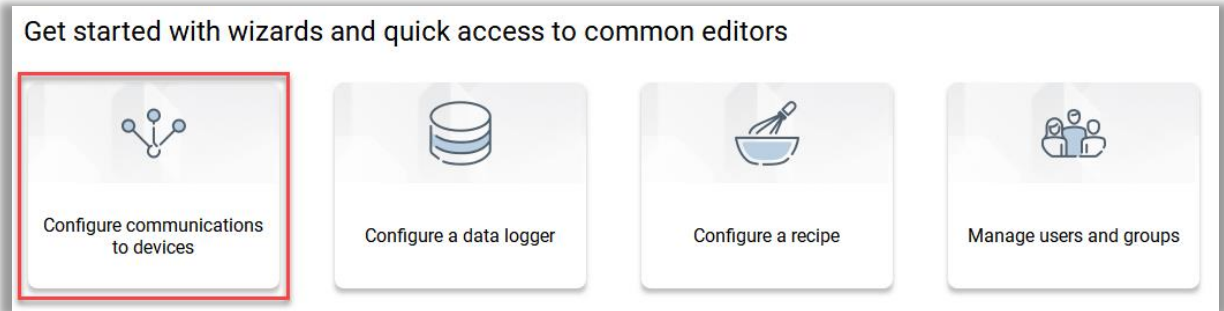 Get started with wizards and quick access to common editors
Configure communications
to devices
Configure a data logger
Configure a recipe
Manage users and groups